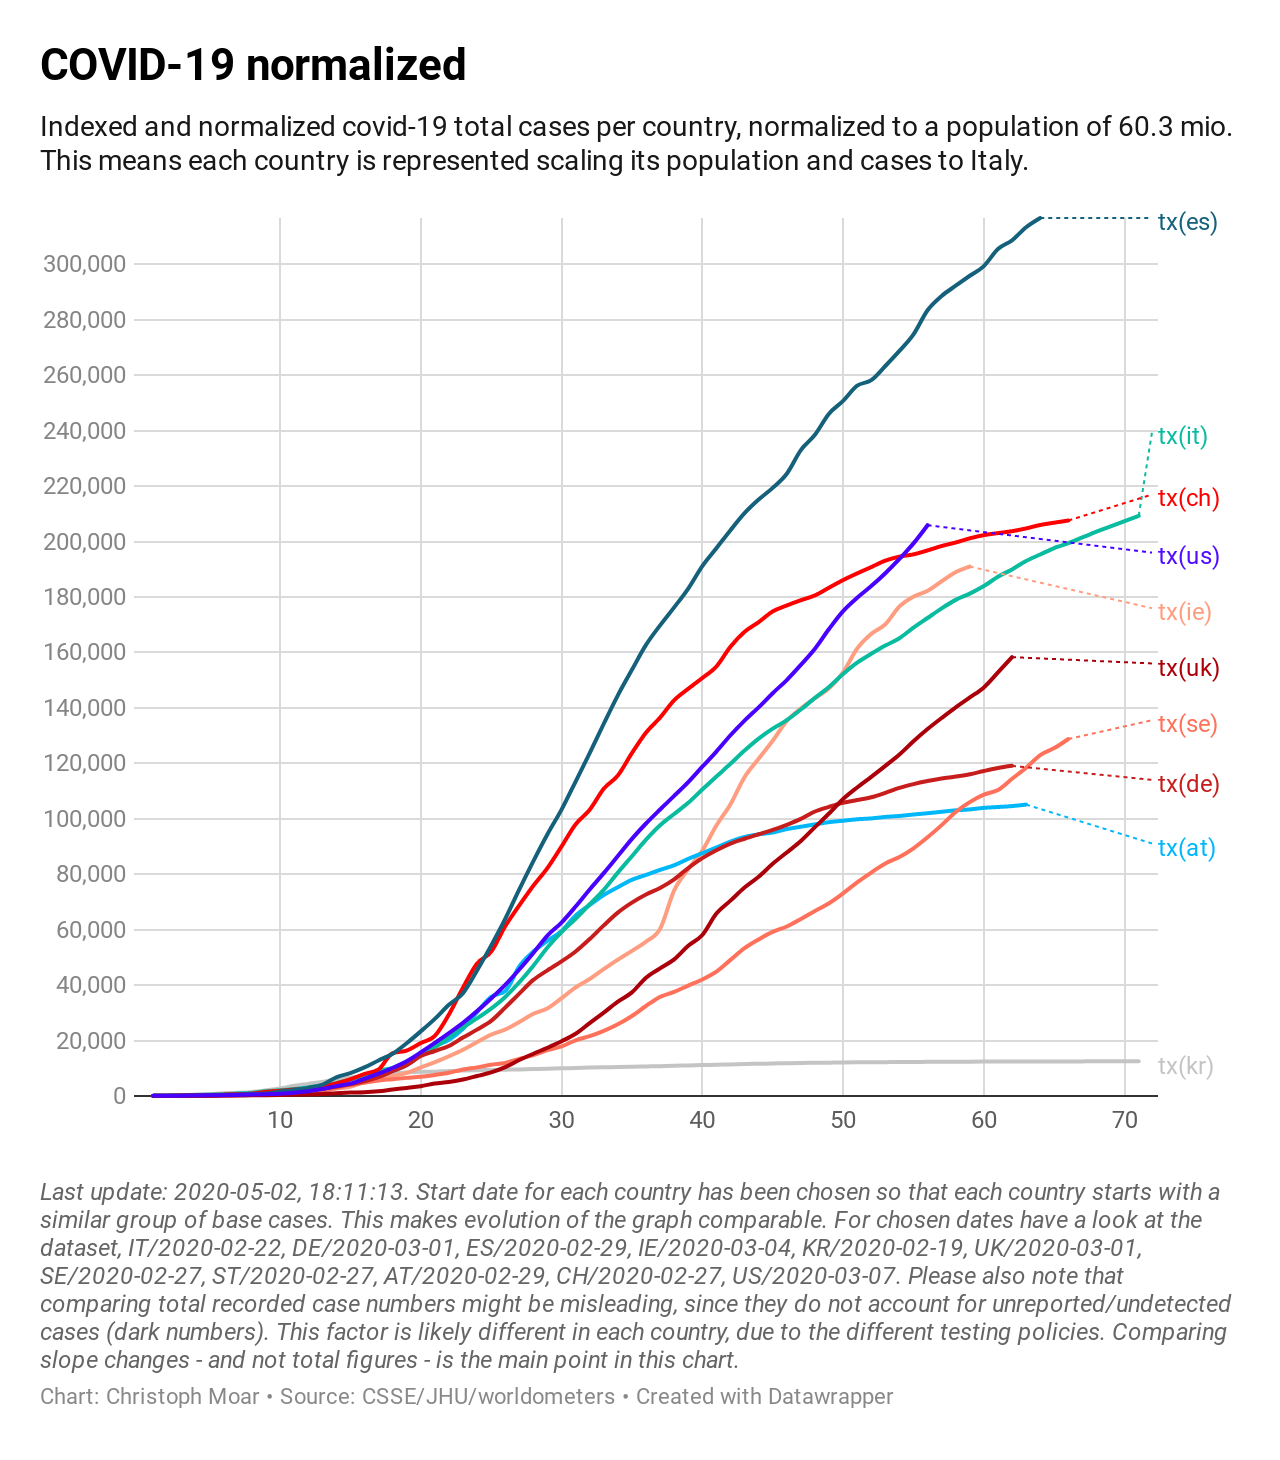 COVID-19 normalized
Indexed and normalized covid-19 total cases per country, normalized to a population of 60.3 mio.
This means each country is represented scaling its population and cases to Italy.
tx(es)
300,000
280,000
260,000
240,000
tx(it)
220,000
tx(ch)
200,000
tx(us)
180,000
tx(ie)
160,000
tx(uk)
140,000
tx(se)
120,000
tx(de)
100,000
tx(at)
80,000
60,000
40,000
20,000
tx(kr)
0
10 20 30 40 50 60 70
Last update: 2020-05-02, 18:11:13. Start date for each country has been chosen so that each country starts with a
similar group of base cases. This makes evolution of the graph comparable. For chosen dates have a look at the
dataset, IT/2020-02-22, DE/2020-03-01, ES/2020-02-29, IE/2020-03-04, KR/2020-02-19, UK/2020-03-01,
SE/2020-02-27, ST/2020-02-27, AT/2020-02-29, CH/2020-02-27, US/2020-03-07. Please also note that
comparing total recorded case numbers might be misleading, since they do not account for unreported/undetected
cases (dark numbers). This factor is likely different in each country, due to the different testing policies. Comparing
slope changes - and not total figures - is the main point in this chart.
Chart: Christoph Moar • Source: CSSE/JHU/worldometers • Created with Datawrapper